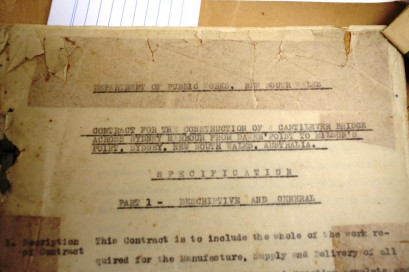 DEPARTMENT OF PUBLIC WORKS, NEW SOUTH WALES
CONTRACT FOR THE CONSTRUCTION OF A CANTILEVER BRIDGE
ACROSS SYDNEY HARBOUR FROM DAWES' POINT TO MILSON'S
POINT, SYDNEY, NEW SOUTH WALES, AUSTRALIA.
SPECIFICATION
PART 1 - DESCRIPTIVE AND GENERAL
1. Description This Contract is to include the whole of the work re-
of Contract quired for the Manufacture, Supply and Delivery of all